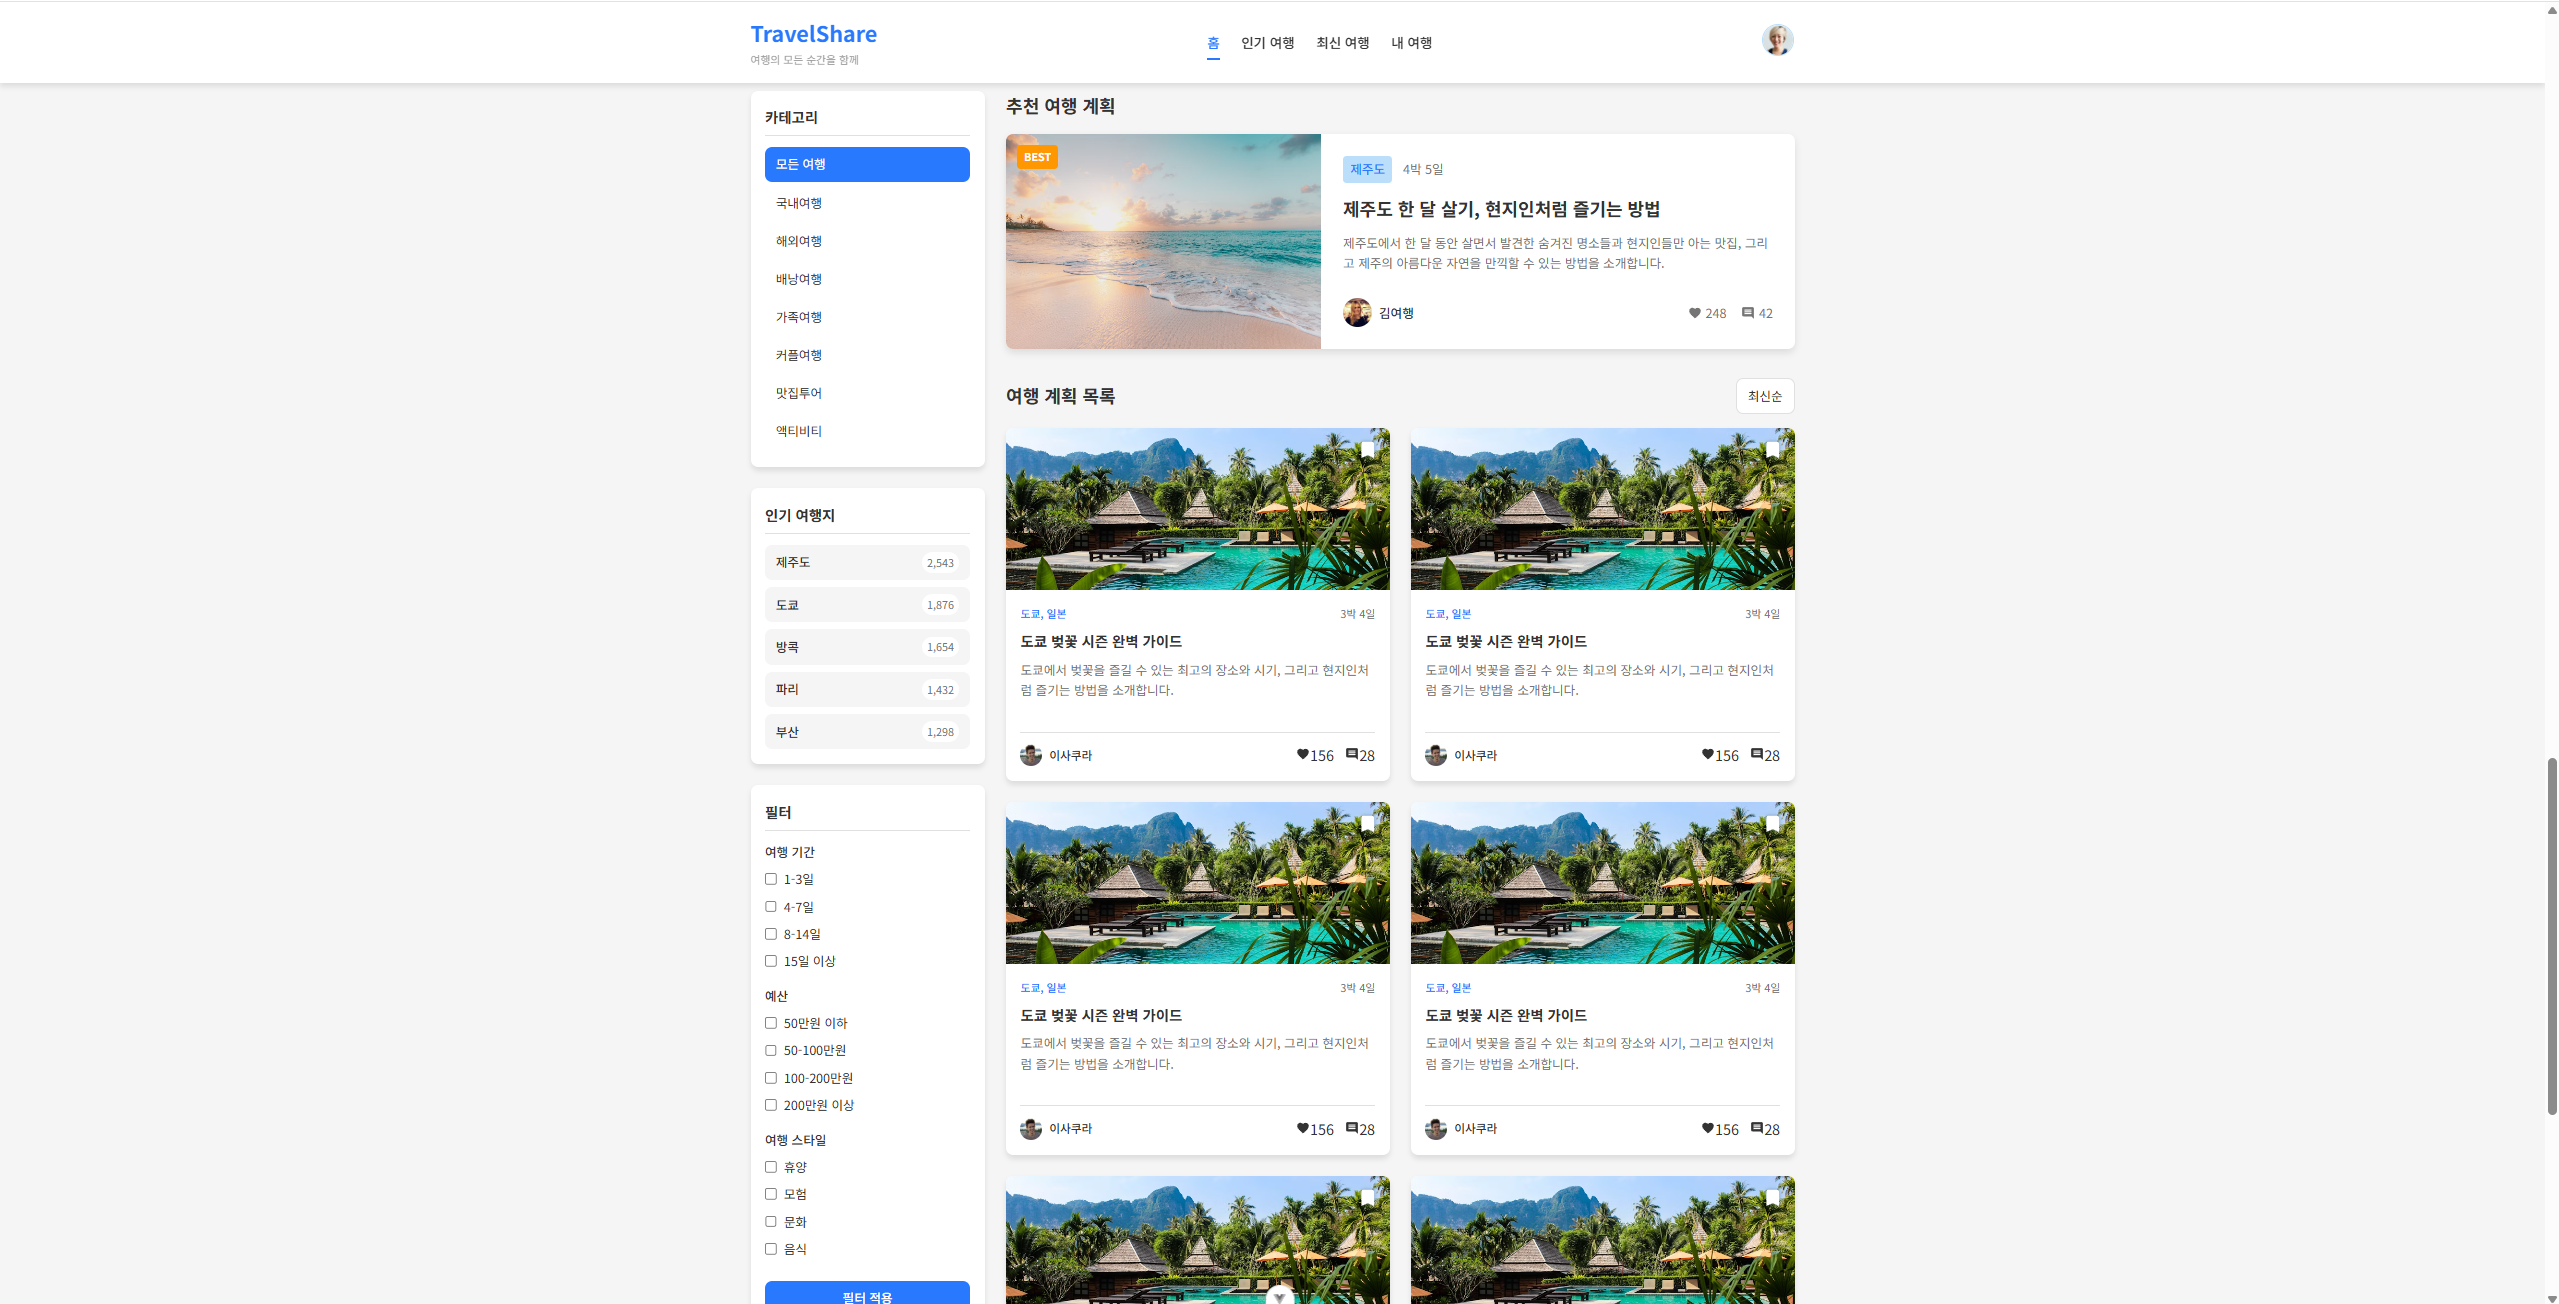 TravelShare
여행의 모든 순간을 함께
홈
인기 여행
최신 여행
내 여행
카테고리
모든 여행
국내여행
해외여행
배낭여행
가족여행
커플여행
맛집투어
액티비티
인기 여행지
제주도 2,543
도쿄 1,876
방콕 1,654
파리 1,432
부산 1,298
필터
여행 기간
1-3일
4-7일
8-14일
15일 이상
예산
50만원 이하
50-100만원
100-200만원
200만원 이상
여행 스타일
휴양
모험
문화
음식
필터 적용
추천 여행 계획
BEST
제주도 4박 5일
제주도 한 달 살기, 현지인처럼 즐기는 방법
제주도에서 한 달 동안 살면서 발견한 숨겨진 명소들과 현지인들만 아는 맛집, 그리
고 제주의 아름다운 자연을 만끽할 수 있는 방법을 소개합니다.
김여행 248 42
여행 계획 목록
최신순
도쿄, 일본 3박 4일
도쿄 벚꽃 시즌 완벽 가이드
도쿄에서 벚꽃을 즐길 수 있는 최고의 장소와 시기, 그리고 현지인처
럼 즐기는 방법을 소개합니다.
이사쿠라 156 28
도쿄, 일본 3박 4일
도쿄 벚꽃 시즌 완벽 가이드
도쿄에서 벚꽃을 즐길 수 있는 최고의 장소와 시기, 그리고 현지인처
럼 즐기는 방법을 소개합니다.
이사쿠라 156 28
도쿄, 일본 3박 4일
도쿄 벚꽃 시즌 완벽 가이드
도쿄에서 벚꽃을 즐길 수 있는 최고의 장소와 시기, 그리고 현지인처
럼 즐기는 방법을 소개합니다.
이사쿠라 156 28
도쿄, 일본 3박 4일
도쿄 벚꽃 시즌 완벽 가이드
도쿄에서 벚꽃을 즐길 수 있는 최고의 장소와 시기, 그리고 현지인처
럼 즐기는 방법을 소개합니다.
이사쿠라 156 28